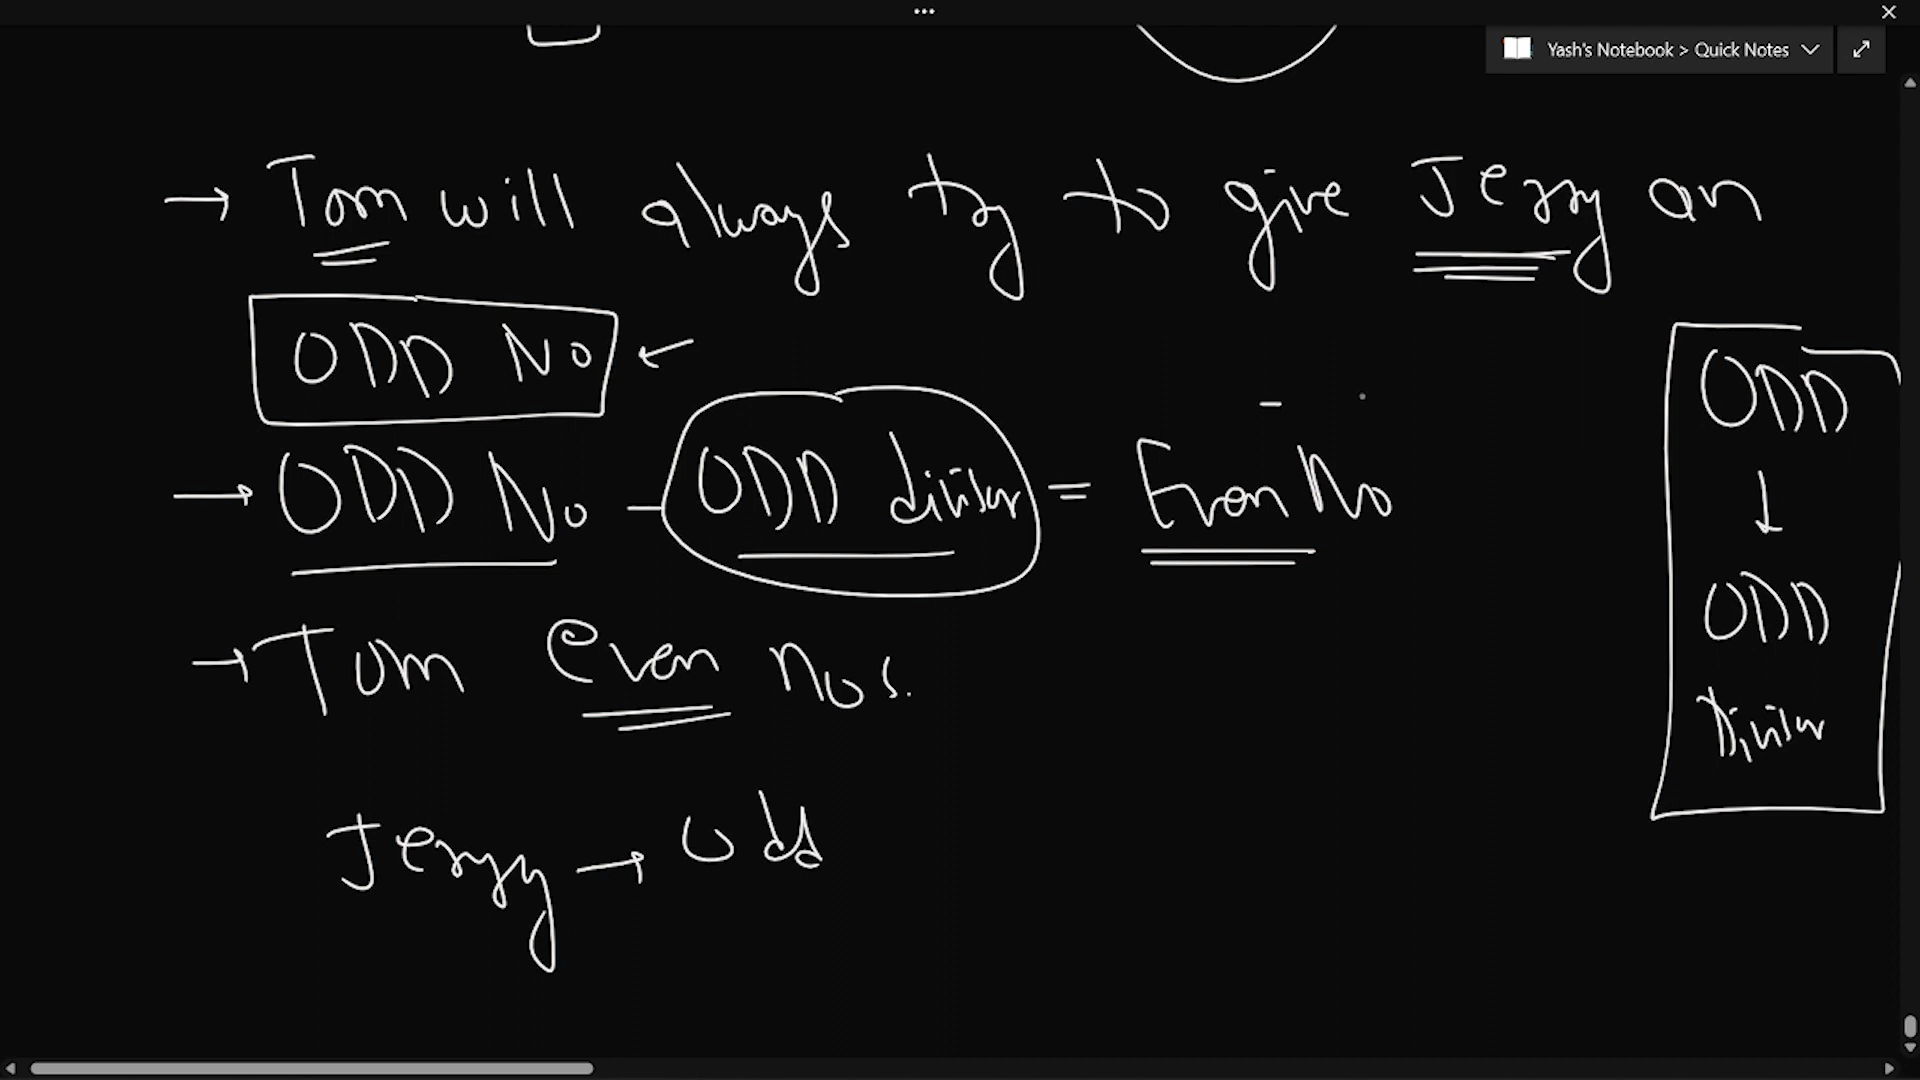 Yash's Notebook > Quick Notes
→ Tom will always try to give Jerry an
ODD No ←
→ ODD No - ODD divisor = Even No
→ Tom even nos.
Jerry → odd
ODD
↓
ODD
Divisor